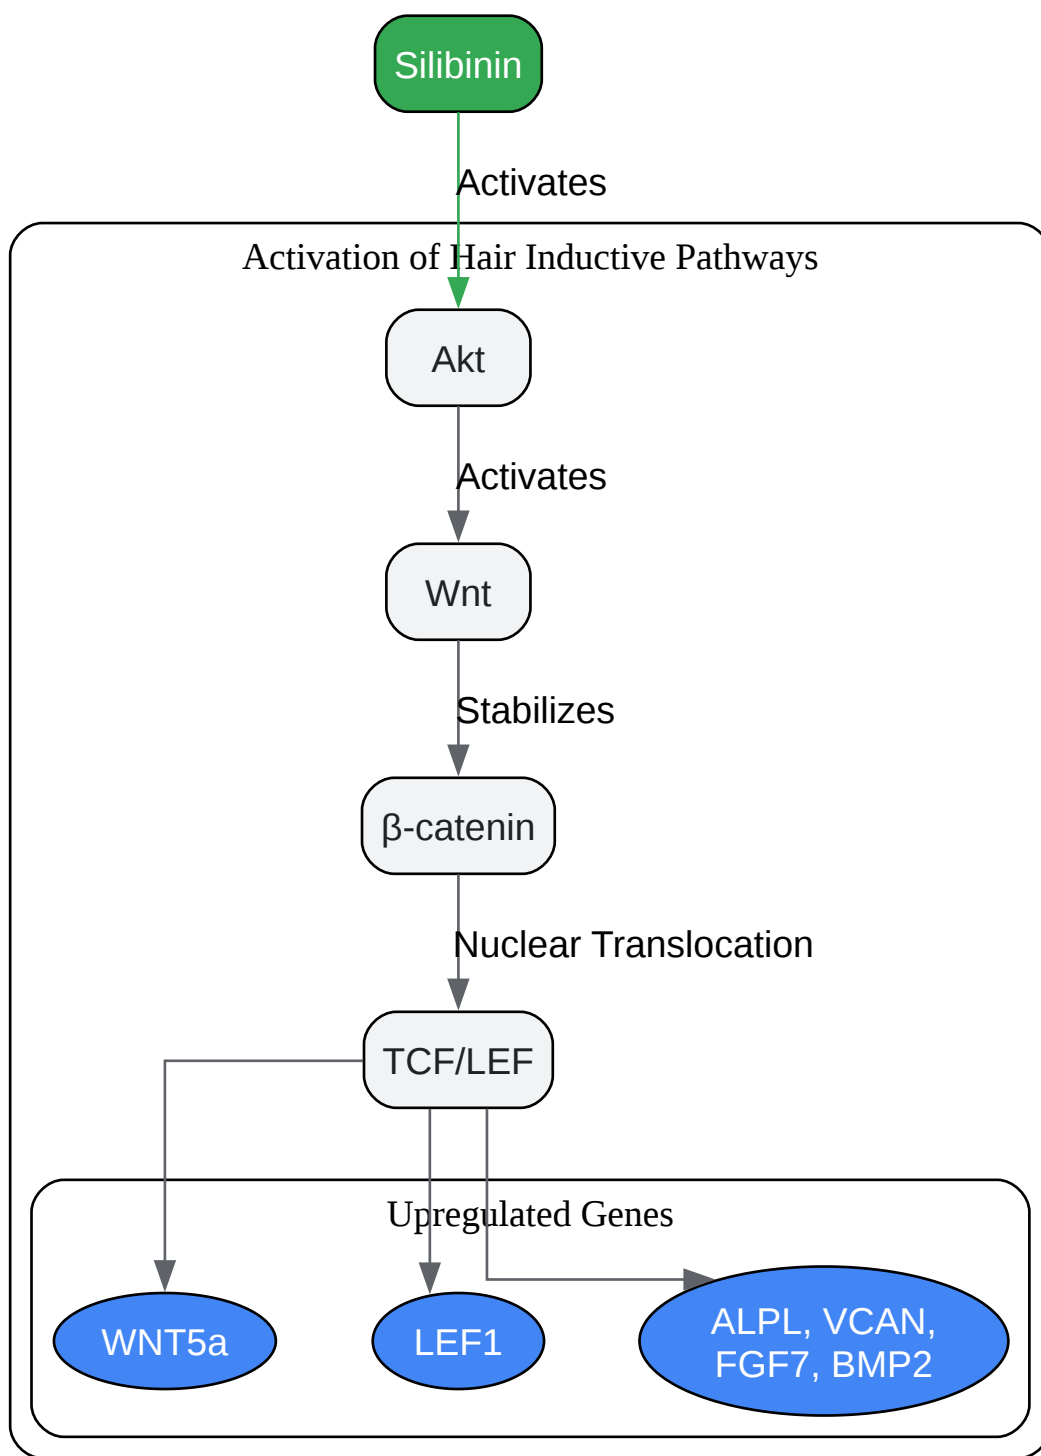 Silibinin
Activates
Activation of Hair Inductive Pathways
Akt
Activates
Wnt
Stabilizes
β-catenin
Nuclear Translocation
TCF/LEF
Upregulated Genes
WNT5a
LEF1
ALPL, VCAN,
FGF7, BMP2